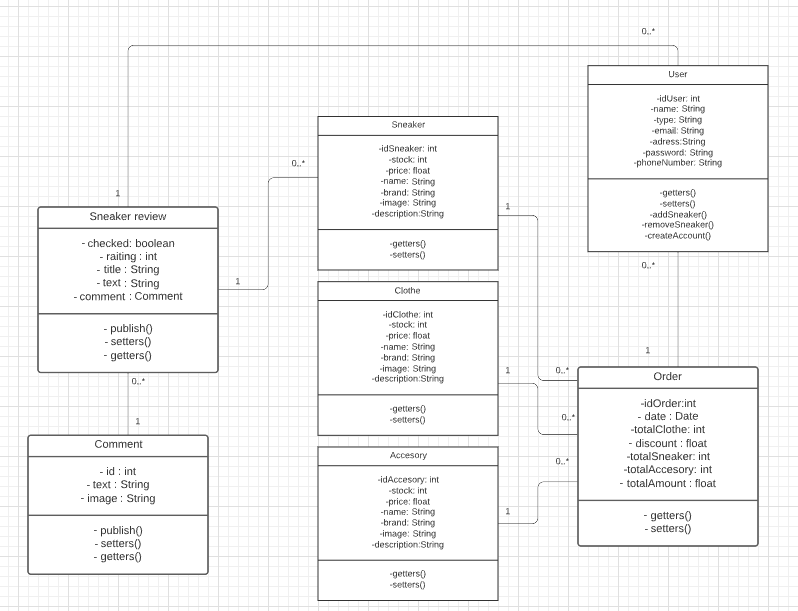 0..*
User
-idUser: int
-name: String
-type: String
-email: String
-adress:String
-password: String
-phoneNumber: String
-getters()
-setters()
-addSneaker()
-removeSneaker()
-createAccount()
0..*
Sneaker
-idSneaker: int
-stock: int
-price: float
-name: String
-brand: String
-image: String
-description:String
-getters()
-setters()
0..*
1
1
Sneaker review
- checked: boolean
- raiting : int
- title : String
- text : String
- comment : Comment
- publish()
- setters()
- getters()
1
0..*
1
Clothe
-idClothe: int
-stock: int
-price: float
-name: String
-brand: String
-image: String
-description:String
-getters()
-setters()
1
0..*
0..*
0..*
1
Order
-idOrder:int
- date : Date
-totalClothe: int
- discount : float
-totalSneaker: int
-totalAccesory: int
- totalAmount : float
- getters()
- setters()
Comment
- id : int
- text : String
- image : String
- publish()
- setters()
- getters()
Accesory
-idAccesory: int
-stock: int
-price: float
-name: String
-brand: String
-image: String
-description:String
-getters()
-setters()
1